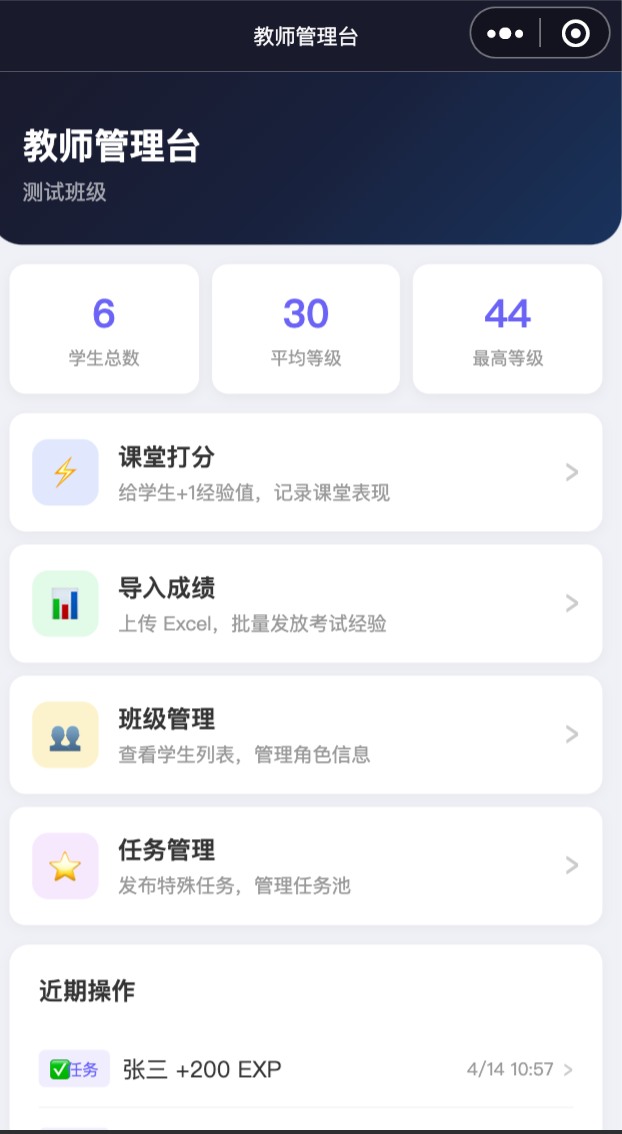 教师管理台
教师管理台
测试班级
6
学生总数
30
平均等级
44
最高等级
课堂打分
给学生+1经验值，记录课堂表现
导入成绩
上传 Excel，批量发放考试经验
班级管理
查看学生列表，管理角色信息
任务管理
发布特殊任务，管理任务池
近期操作
✅任务 张三 +200 EXP 4/14 10:57